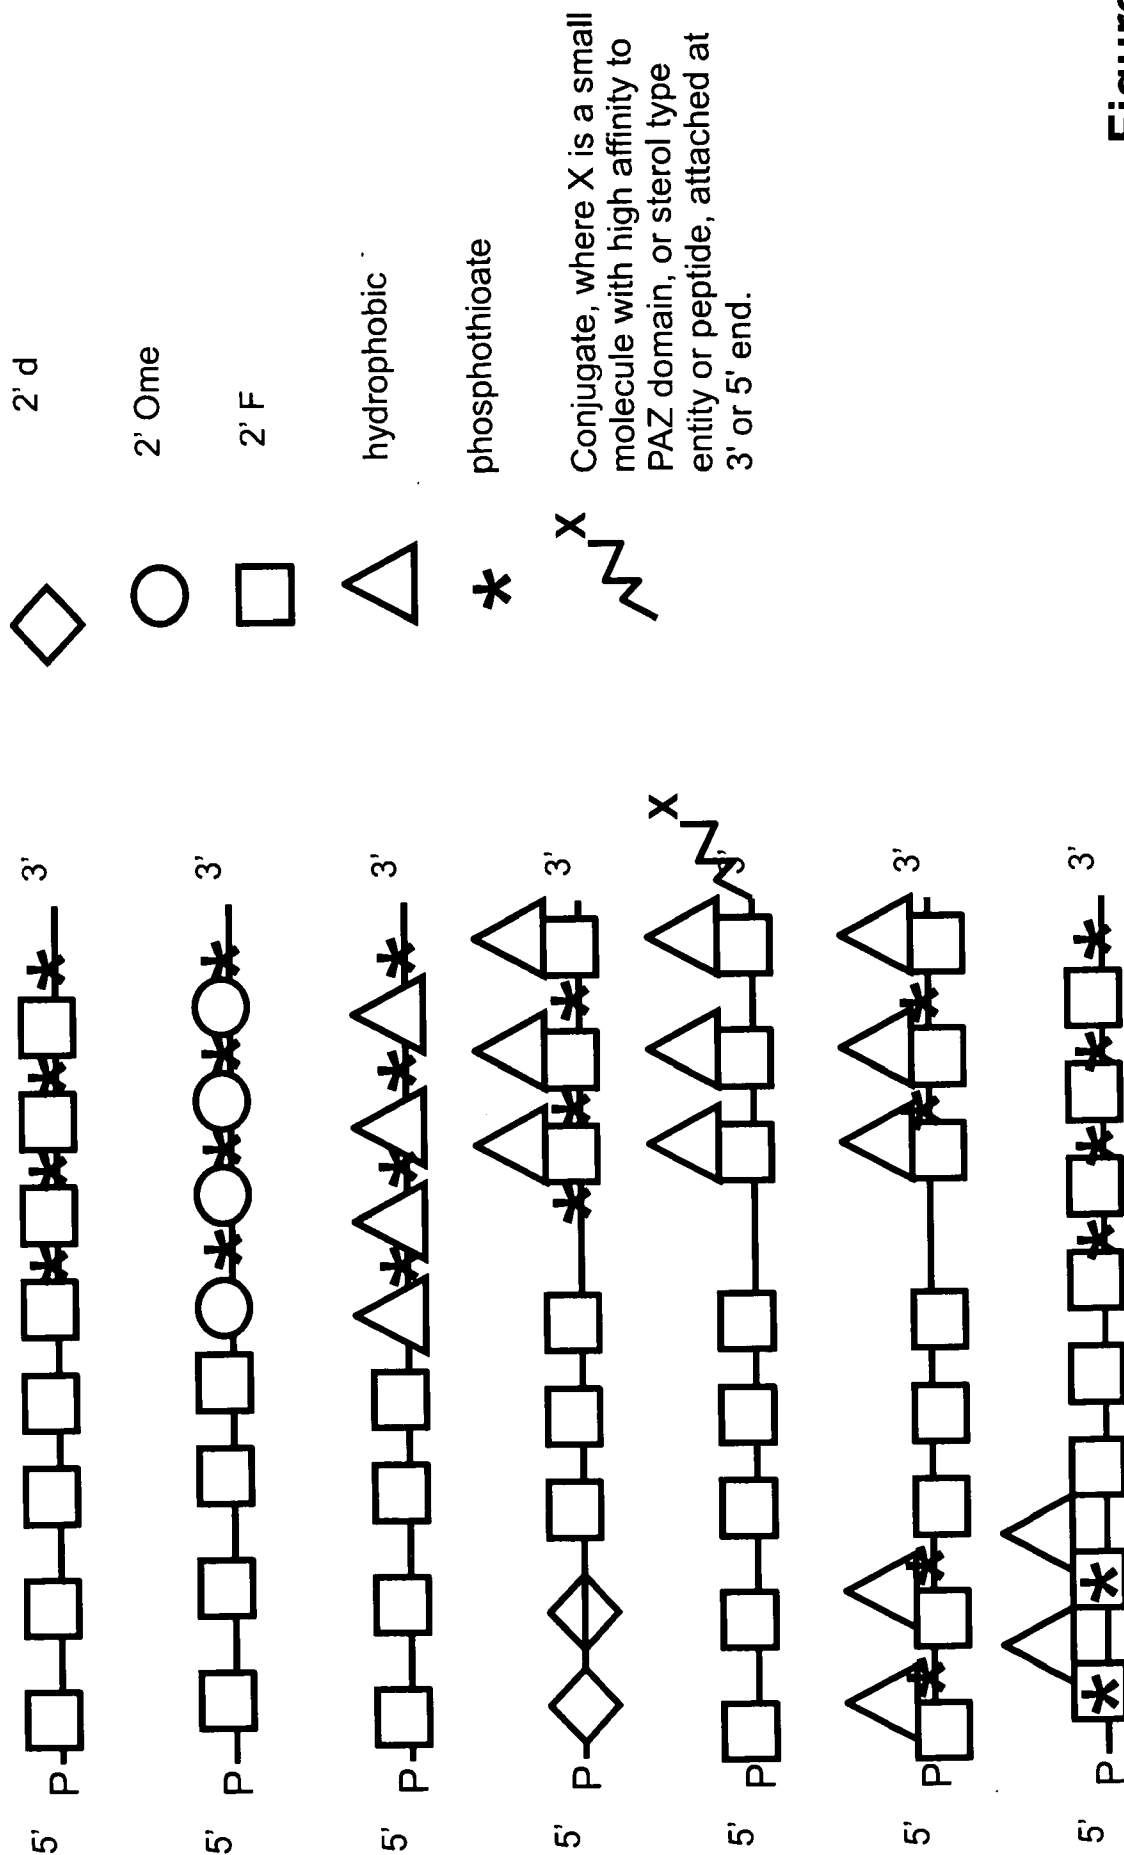 5' P 3'
5' P 3'
5' P 3'
5' P 3'
5' P 3' X
5' P 3'
5' P 3'
2' d
2' Ome
2' F
hydrophobic
* phosphothioate
X
Conjugate, where X is a small
molecule with high affinity to
PAZ domain, or sterol type
entity or peptide, attached at
3' or 5' end.